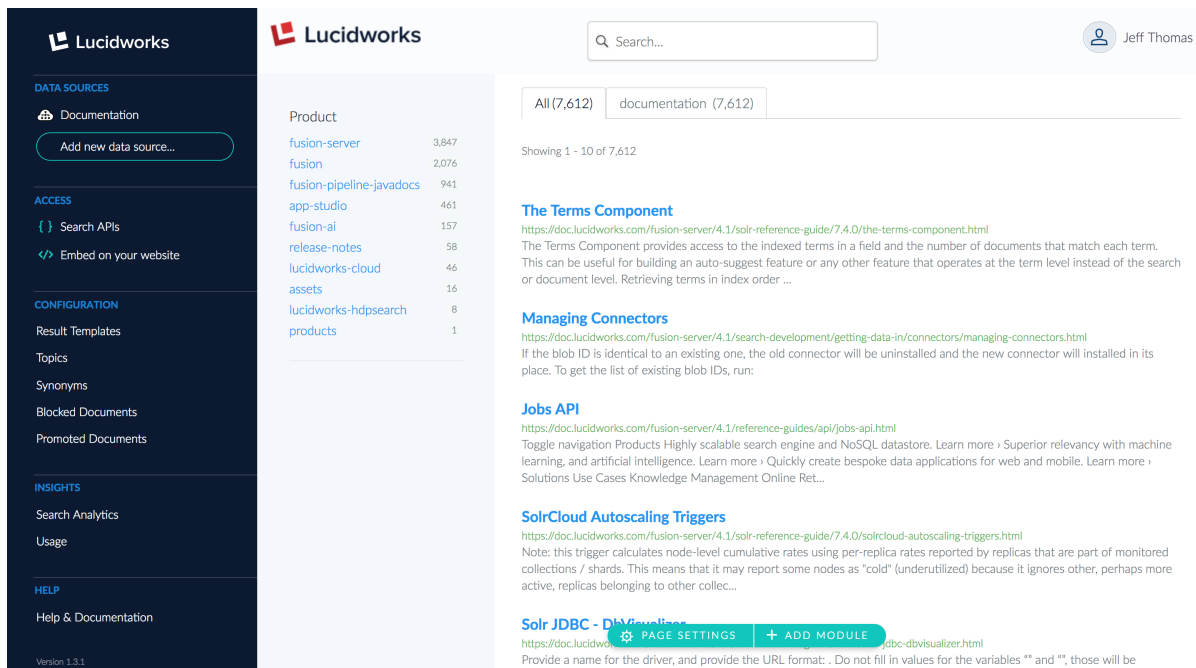 Lucidworks
DATA SOURCES
Documentation
Add new data source...
ACCESS
{ } Search APIs
</> Embed on your website
CONFIGURATION
Result Templates
Topics
Synonyms
Blocked Documents
Promoted Documents
INSIGHTS
Search Analytics
Usage
HELP
Help & Documentation
Version 1.3.1
Lucidworks
Search...
Jeff Thomas
Product
fusion-server 3,847
fusion 2,076
fusion-pipeline-javadocs 941
app-studio 461
fusion-ai 157
release-notes 58
lucidworks-cloud 46
assets 16
lucidworks-hdpsearch 8
products 1
All (7,612) documentation (7,612)
Showing 1 - 10 of 7,612
The Terms Component
https://doc.lucidworks.com/fusion-server/4.1/solr-reference-guide/7.4.0/the-terms-component.html
The Terms Component provides access to the indexed terms in a field and the number of documents that match each term.
This can be useful for building an auto-suggest feature or any other feature that operates at the term level instead of the search
or document level. Retrieving terms in index order ...
Managing Connectors
https://doc.lucidworks.com/fusion-server/4.1/search-development/getting-data-in/connectors/managing-connectors.html
If the blob ID is identical to an existing one, the old connector will be uninstalled and the new connector will installed in its
place. To get the list of existing blob IDs, run:
Jobs API
https://doc.lucidworks.com/fusion-server/4.1/reference-guides/api/jobs-api.html
Toggle navigation Products Highly scalable search engine and NoSQL datastore. Learn more › Superior relevancy with machine
learning, and artificial intelligence. Learn more › Quickly create bespoke data applications for web and mobile. Learn more ›
Solutions Use Cases Knowledge Management Online Ret...
SolrCloud Autoscaling Triggers
https://doc.lucidworks.com/fusion-server/4.1/solr-reference-guide/7.4.0/solrcloud-autoscaling-triggers.html
Note: this trigger calculates node-level cumulative rates using per-replica rates reported by replicas that are part of monitored
collections / shards. This means that it may report some nodes as "cold" (underutilized) because it ignores other, perhaps more
active, replicas belonging to other collec...
Solr JDBC - DbVisualizer
https://doc.lucidwo jdbc-dbvisualizer.html
PAGE SETTINGS + ADD MODULE
Provide a name for the driver, and provide the URL format: . Do not fill in values for the variables “” and “”, those will be